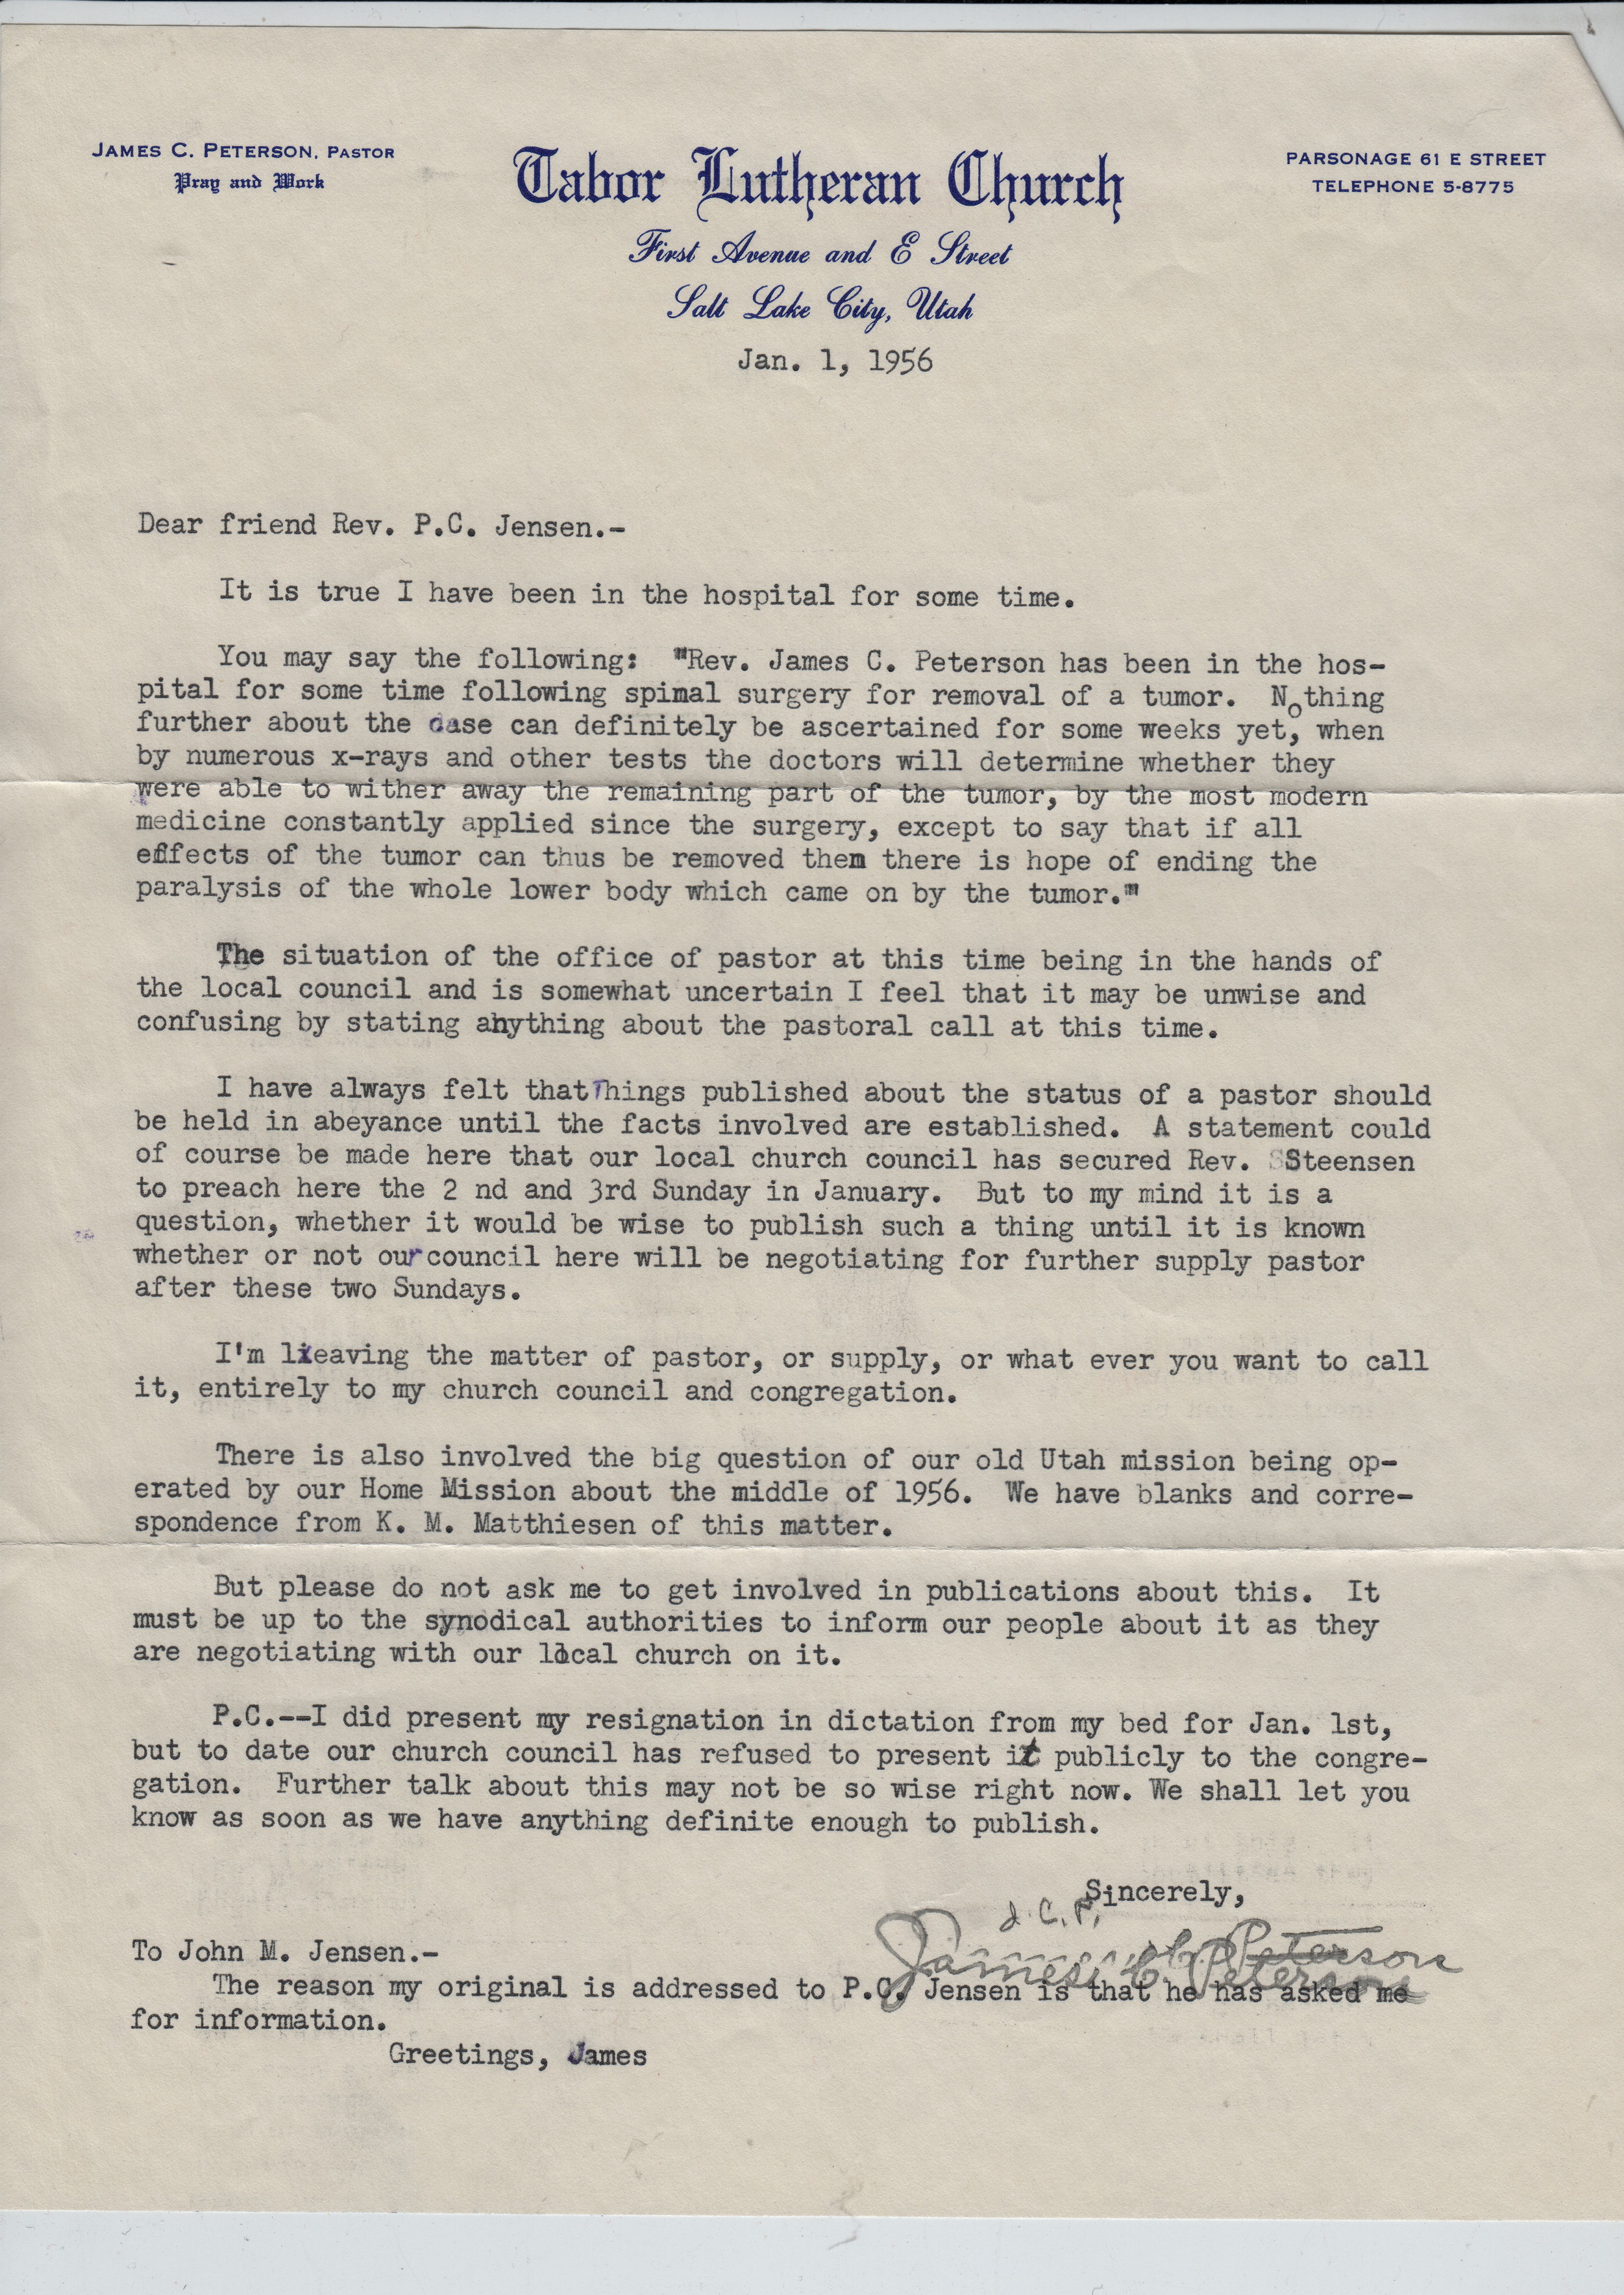 JAMES C. PETERSON, PASTOR
Pray and Work
Tabor Lutheran Church
First Avenue and E Street
Salt Lake City, Utah
PARSONAGE 61 E STREET
TELEPHONE 5-8775
Jan. 1, 1956
Dear friend Rev. P.C. Jensen.-
It is true I have been in the hospital for some time.
You may say the following: "Rev. James C. Peterson has been in the hos-
pital for some time following spinal surgery for removal of a tumor. Nothing
further about the case can definitely be ascertained for some weeks yet, when
by numerous x-rays and other tests the doctors will determine whether they
were able to wither away the remaining part of the tumor, by the most modern
medicine constantly applied since the surgery, except to say that if all
effects of the tumor can thus be removed then there is hope of ending the
paralysis of the whole lower body which came on by the tumor."
The situation of the office of pastor at this time being in the hands of
the local council and is somewhat uncertain I feel that it may be unwise and
confusing by stating anything about the pastoral call at this time.
I have always felt that Things published about the status of a pastor should
be held in abeyance until the facts involved are established. A statement could
of course be made here that our local church council has secured Rev. SSteensen
to preach here the 2 nd and 3rd Sunday in January. But to my mind it is a
question, whether it would be wise to publish such a thing until it is known
whether or not our council here will be negotiating for further supply pastor
after these two Sundays.
I'm lieaving the matter of pastor, or supply, or what ever you want to call
it, entirely to my church council and congregation.
There is also involved the big question of our old Utah mission being op-
erated by our Home Mission about the middle of 1956. We have blanks and corre-
spondence from K. M. Matthiesen of this matter.
But please do not ask me to get involved in publications about this. It
must be up to the synodical authorities to inform our people about it as they
are negotiating with our local church on it.
P.C.--I did present my resignation in dictation from my bed for Jan. 1st,
but to date our church council has refused to present it publicly to the congre-
gation. Further talk about this may not be so wise right now. We shall let you
know as soon as we have anything definite enough to publish.
Sincerely,
J. C. P.
James C Peterson
James C Peterson
To John M. Jensen.-
The reason my original is addressed to P.C. Jensen is that he has asked me
for information.
Greetings, James